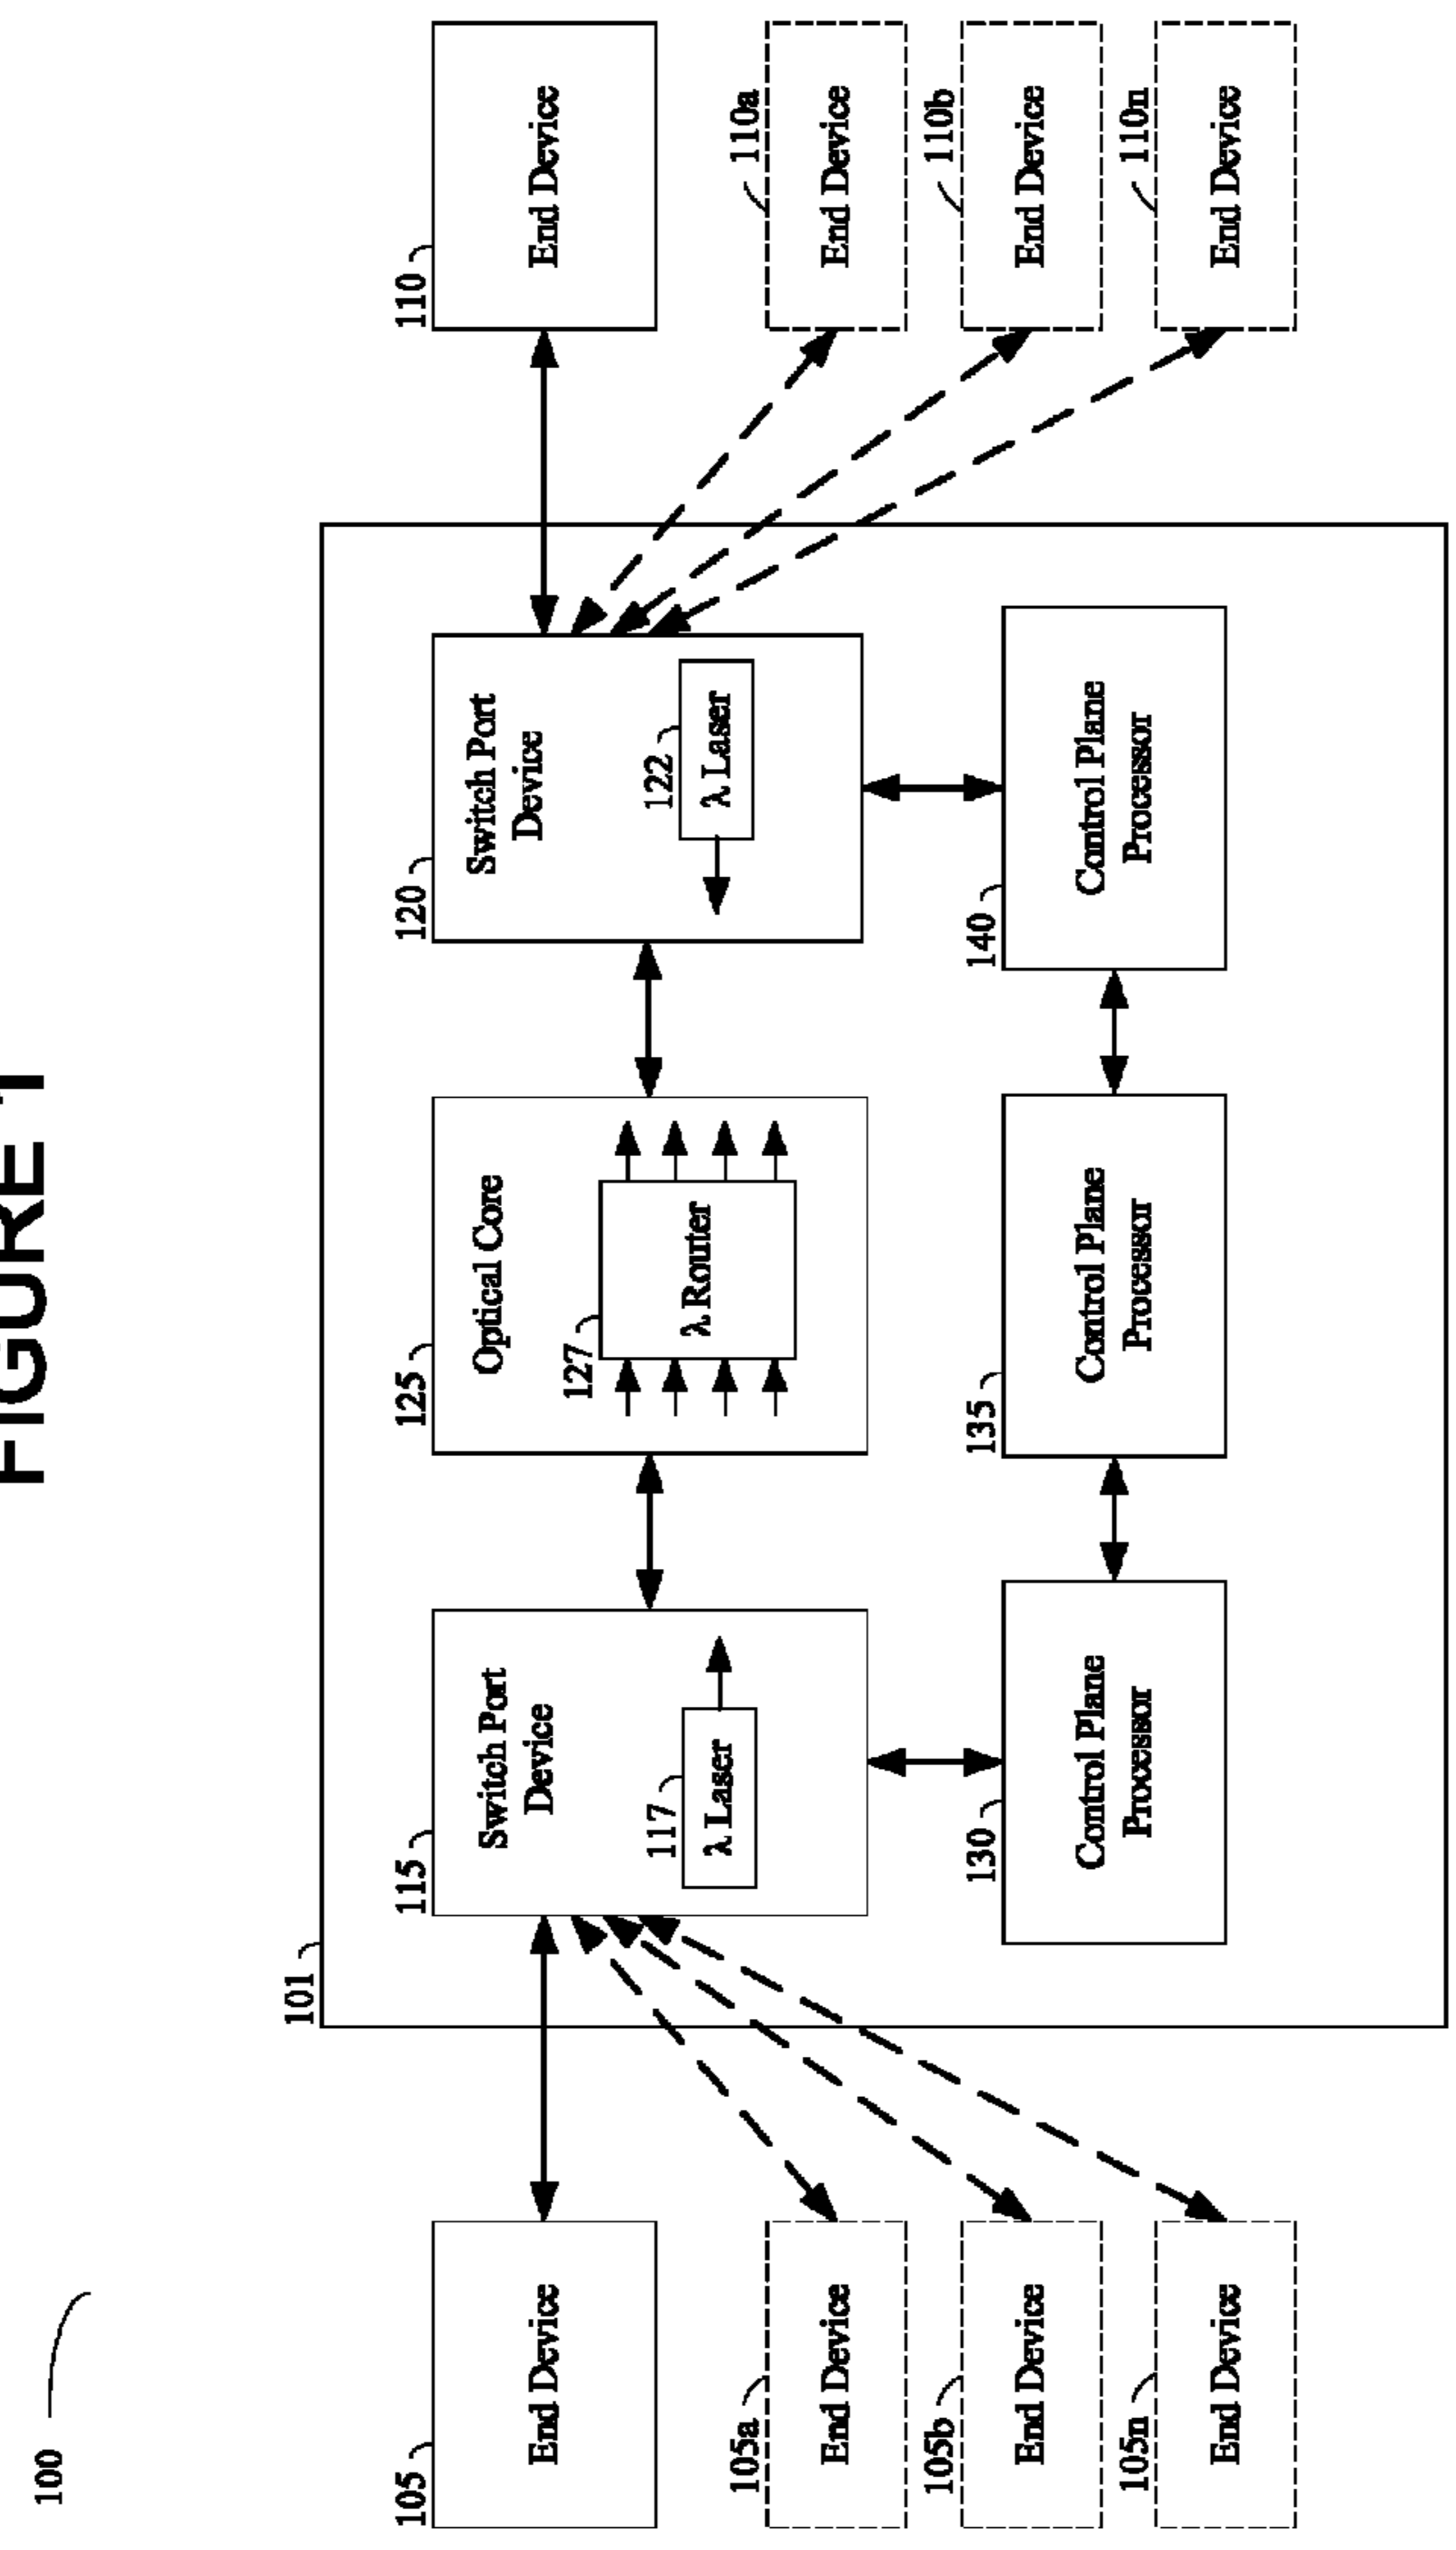 FIGURE 1
100
101
105
End Device
105a
End Device
105b
End Device
105n
End Device
115
Switch Port
Device
117
λ Laser
125
Optical Core
127
λ Router
120
Switch Port
Device
122
λ Laser
130
Control Plane
Processor
135
Control Plane
Processor
140
Control Plane
Processor
110
End Device
110a
End Device
110b
End Device
110n
End Device